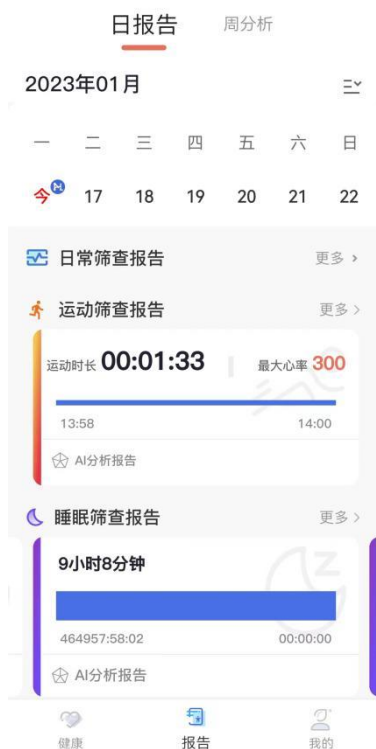 日报告 周分析
2023年01月
一 二 三 四 五 六 日
今 17 18 19 20 21 22
日常筛查报告 更多 >
运动筛查报告 更多 >
运动时长 00:01:33 最大心率 300
13:58 14:00
AI分析报告
睡眠筛查报告 更多 >
9小时8分钟
464957:58:02 00:00:00
AI分析报告
健康 报告 我的